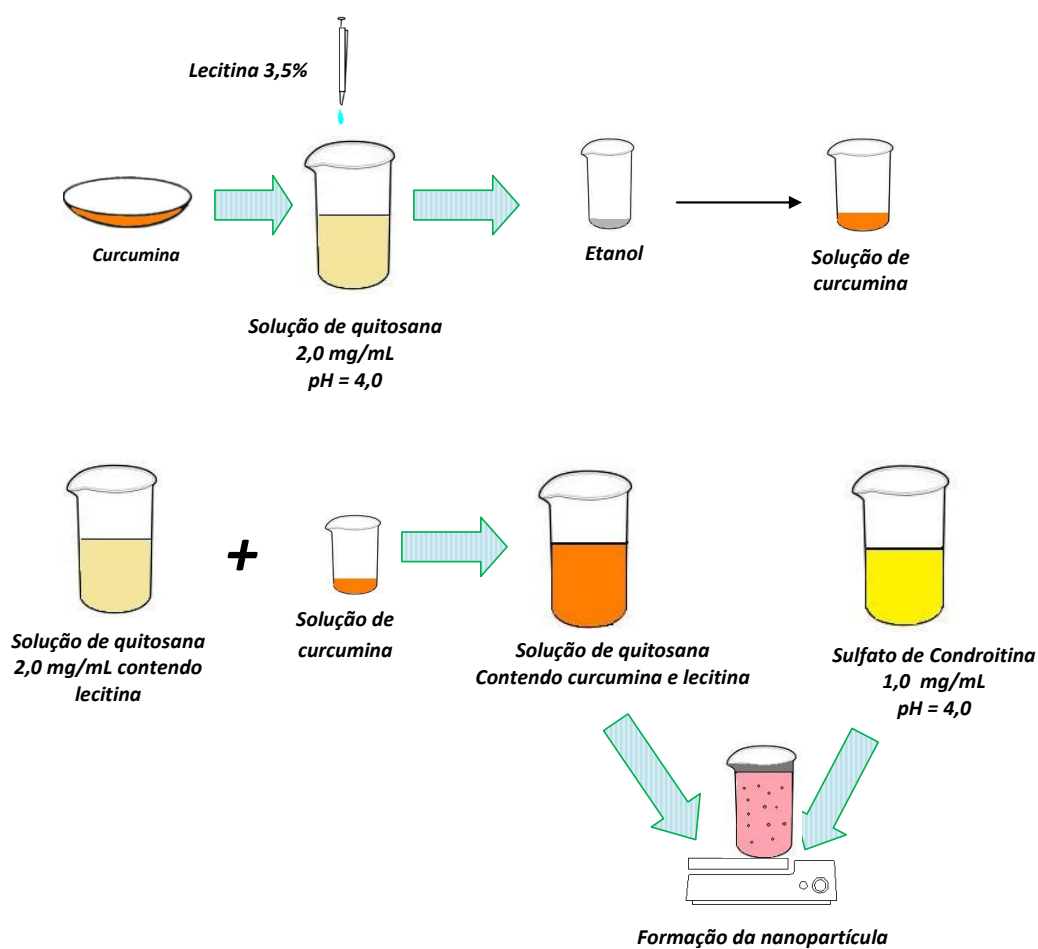 Lecitina 3,5%
Curcumina
Etanol
Solução de
curcumina
Solução de quitosana
2,0 mg/mL
pH = 4,0
+
Solução de quitosana
2,0 mg/mL contendo
lecitina
Solução de
curcumina
Solução de quitosana
Contendo curcumina e lecitina
Sulfato de Condroitina
1,0 mg/mL
pH = 4,0
Formação da nanopartícula